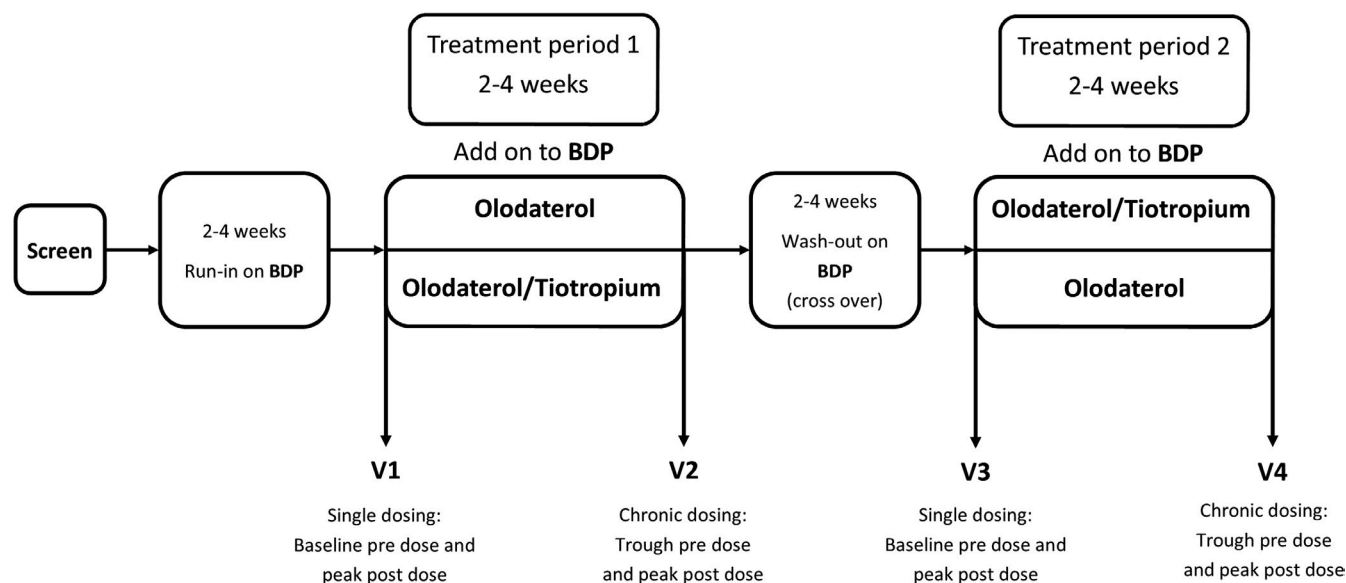 Treatment period 1
2-4 weeks
Treatment period 2
2-4 weeks
Add on to BDP
Add on to BDP
Screen
2-4 weeks
Run-in on BDP
Olodaterol
Olodaterol/Tiotropium
2-4 weeks
Wash-out on
BDP
(cross over)
Olodaterol/Tiotropium
Olodaterol
V1
Single dosing:
Baseline pre dose and
peak post dose
V2
Chronic dosing:
Trough pre dose
and peak post dose
V3
Single dosing:
Baseline pre dose and
peak post dose
V4
Chronic dosing:
Trough pre dose
and peak post dose